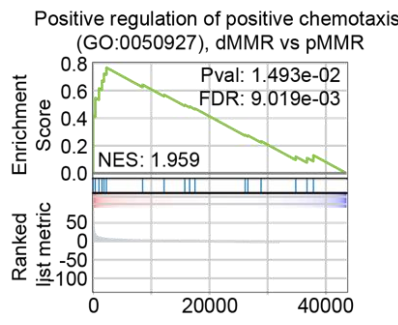 Positive regulation of positive chemotaxis
(GO:0050927), dMMR vs pMMR
Enrichment
Score
0.8
0.6
0.4
0.2
0.0
Pval: 1.493e-02
FDR: 9.019e-03
NES: 1.959
Ranked
list metric
50
0
-50
-100
0
20000
40000